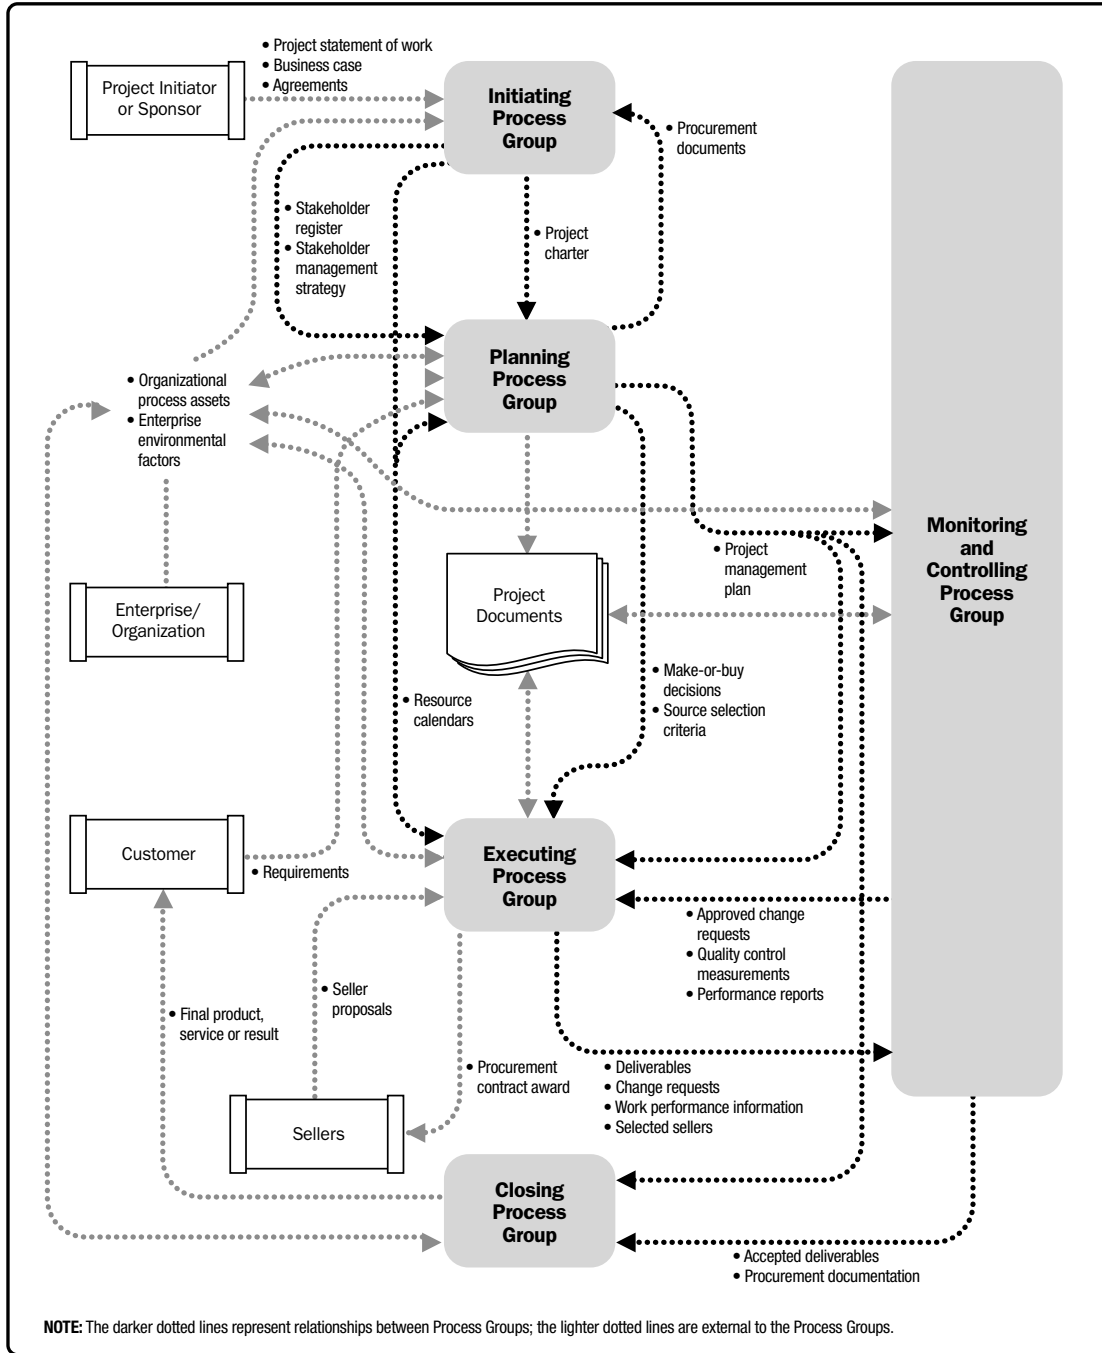 • Project statement of work
• Business case
• Agreements
Project Initiator
or Sponsor
Initiating
Process
Group
• Procurement
documents
• Stakeholder
register
• Stakeholder
management
strategy
• Project
charter
Planning
Process
Group
• Organizational
process assets
• Enterprise
environmental
factors
Monitoring
and
Controlling
Process
Group
• Project
management
plan
Project
Documents
Enterprise/
Organization
• Make-or-buy
decisions
• Source selection
criteria
• Resource
calendars
Customer
• Requirements
Executing
Process
Group
• Approved change
requests
• Quality control
measurements
• Performance reports
• Seller
proposals
• Final product,
service or result
• Procurement
contract award
• Deliverables
• Change requests
• Work performance information
• Selected sellers
Sellers
Closing
Process
Group
• Accepted deliverables
• Procurement documentation
NOTE: The darker dotted lines represent relationships between Process Groups; the lighter dotted lines are external to the Process Groups.